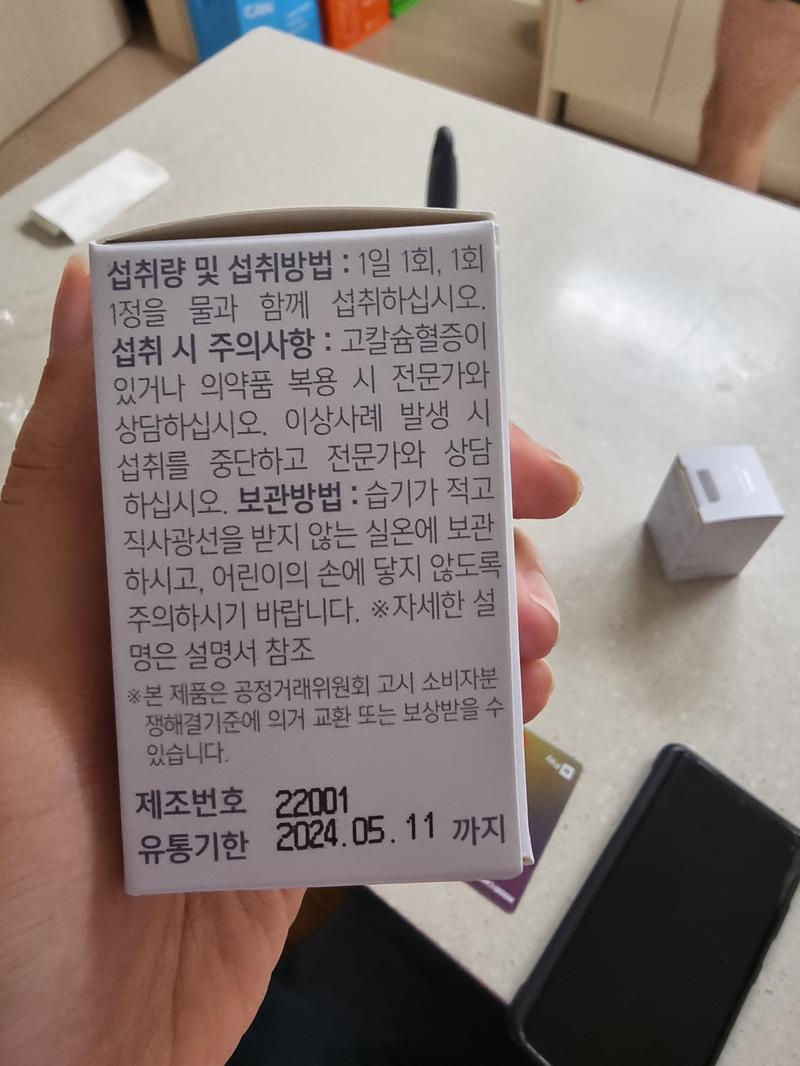 CAN
섭취량 및 섭취방법 : 1일 1회, 1회
1정을 물과 함께 섭취하십시오.
섭취 시 주의사항 : 고칼슘혈증이
있거나 의약품 복용 시 전문가와
상담하십시오. 이상사례 발생 시
섭취를 중단하고 전문가와 상담
하십시오. 보관방법 : 습기가 적고
직사광선을 받지 않는 실온에 보관
하시고, 어린이의 손에 닿지 않도록
주의하시기 바랍니다. ※자세한 설
명은 설명서 참조
※본 제품은 공정거래위원회 고시 소비자분
쟁해결기준에 의거 교환 또는 보상받을 수
있습니다.
제조번호 22001
유통기한 2024.05.11 까지
Pay